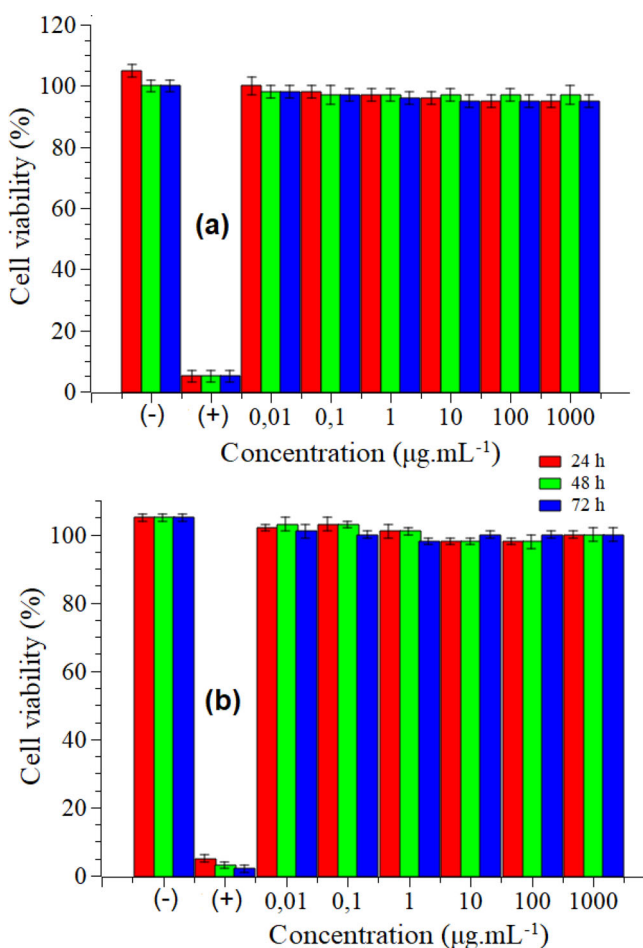 120
100
80
60
40
20
0
Cell viability (%)
(a)
(-) (+) 0,01 0,1 1 10 100 1000
Concentration (μg.mL⁻¹)
24 h
48 h
72 h
100
80
60
40
20
0
Cell viability (%)
(b)
(-) (+) 0,01 0,1 1 10 100 1000
Concentration (μg.mL⁻¹)